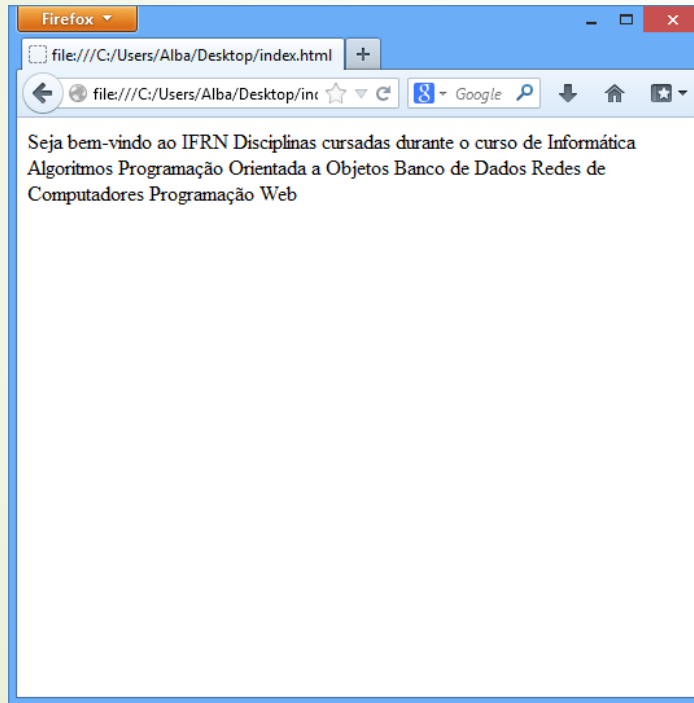 Firefox
file:///C:/Users/Alba/Desktop/index.html
file:///C:/Users/Alba/Desktop/inc
8 Google
Seja bem-vindo ao IFRN Disciplinas cursadas durante o curso de Informática
Algoritmos Programação Orientada a Objetos Banco de Dados Redes de
Computadores Programação Web